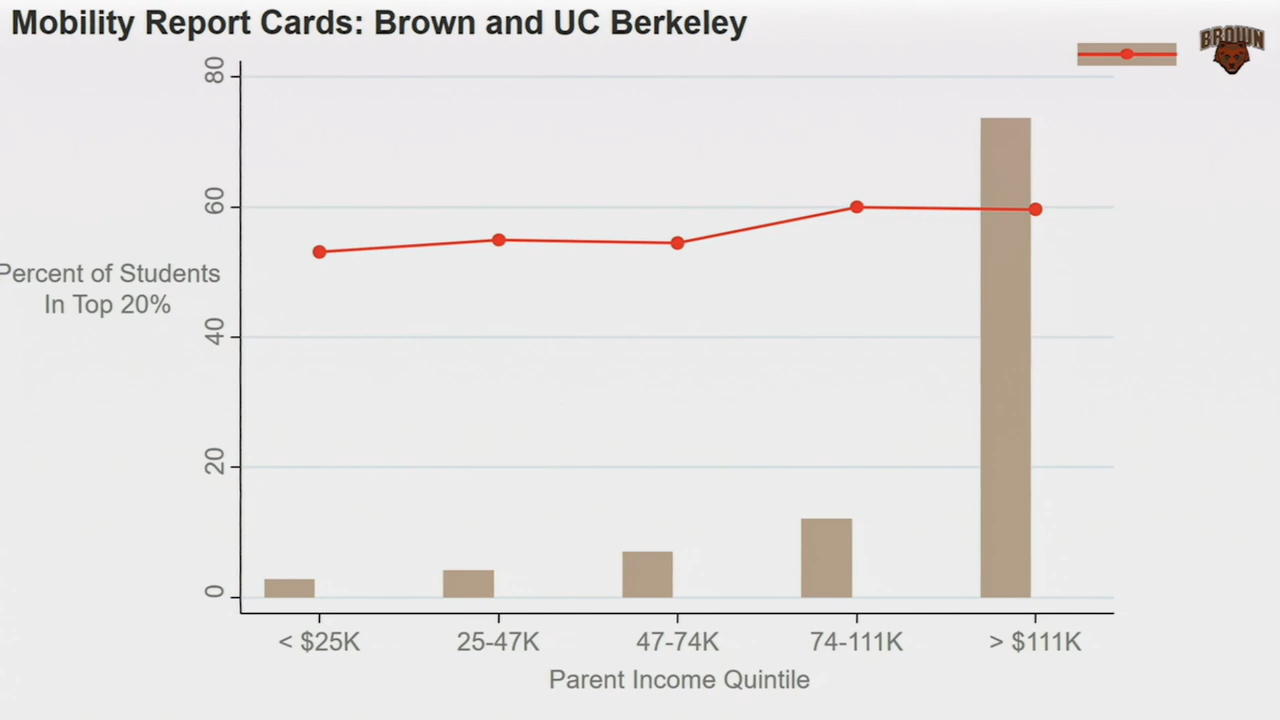 Mobility Report Cards: Brown and UC Berkeley
BROWN
80
60
40
20
0
Percent of Students
In Top 20%
< $25K
25-47K
47-74K
74-111K
> $111K
Parent Income Quintile